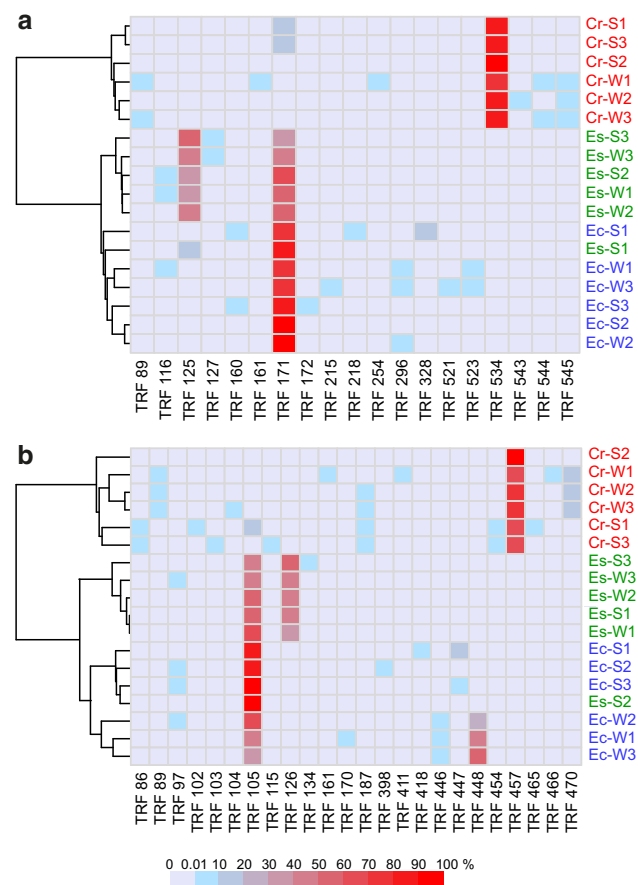 a
Cr-S1
Cr-S3
Cr-S2
Cr-W1
Cr-W2
Cr-W3
Es-S3
Es-W3
Es-S2
Es-W1
Es-W2
Ec-S1
Es-S1
Ec-W1
Ec-W3
Ec-S3
Ec-S2
Ec-W2
TRF 89
TRF 116
TRF 125
TRF 127
TRF 160
TRF 161
TRF 171
TRF 172
TRF 215
TRF 218
TRF 254
TRF 296
TRF 328
TRF 521
TRF 523
TRF 534
TRF 543
TRF 544
TRF 545
b
Cr-S2
Cr-W1
Cr-W2
Cr-W3
Cr-S1
Cr-S3
Es-S3
Es-W3
Es-W2
Es-S1
Es-W1
Ec-S1
Ec-S2
Ec-S3
Es-S2
Ec-W2
Ec-W1
Ec-W3
TRF 86
TRF 89
TRF 97
TRF 102
TRF 103
TRF 104
TRF 105
TRF 115
TRF 126
TRF 134
TRF 161
TRF 170
TRF 187
TRF 398
TRF 411
TRF 418
TRF 446
TRF 447
TRF 448
TRF 454
TRF 457
TRF 465
TRF 466
TRF 470
0 0.01 10 20 30 40 50 60 70 80 90 100 %